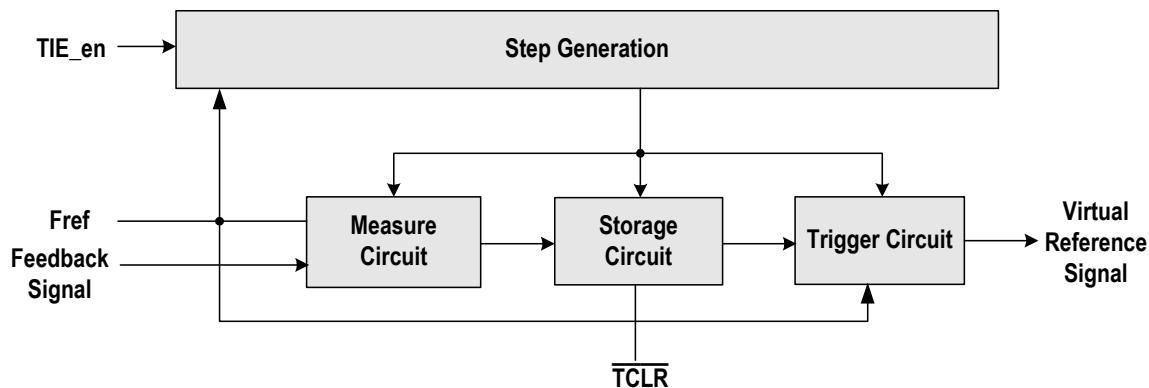 TIE_en
Step Generation
Fref
Feedback
Signal
Measure
Circuit
Storage
Circuit
Trigger Circuit
Virtual
Reference
Signal
TCLR